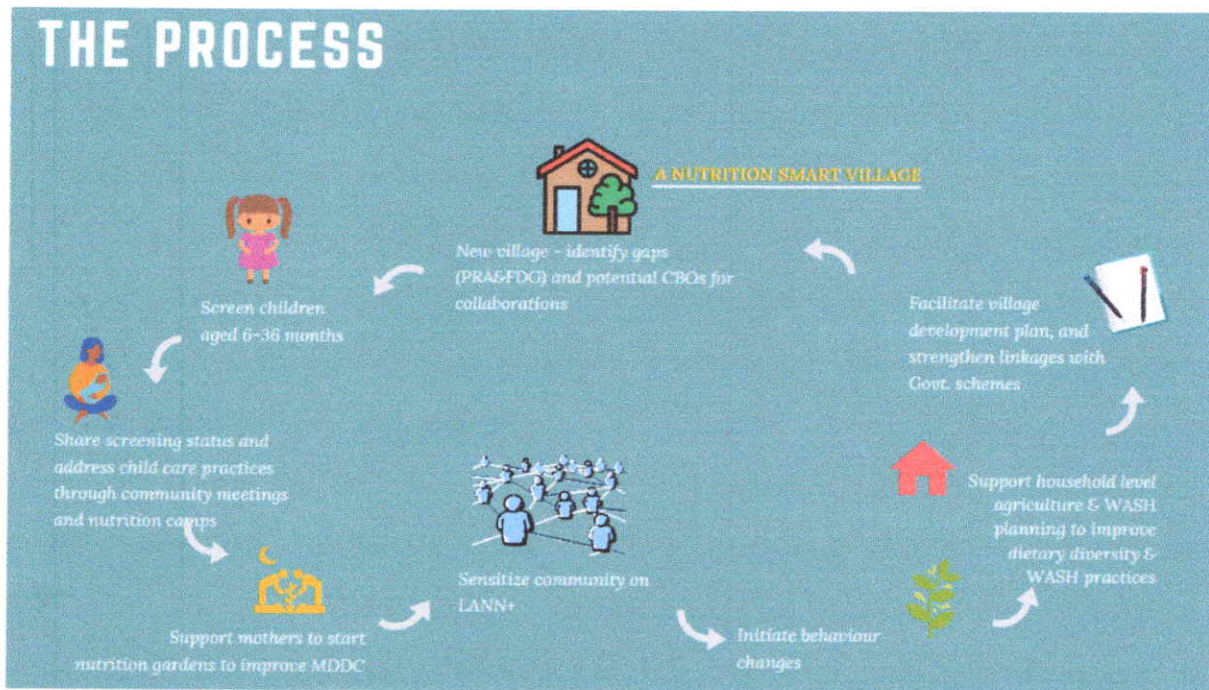 THE PROCESS
A NUTRITION SMART VILLAGE
New village - identify gaps
(PRA&FDG) and potential CBOs for
collaborations
Screen children
aged 6-36 months
Share screening status and
address child care practices
through community meetings
and nutrition camps
Support mothers to start
nutrition gardens to improve MDDC
Sensitize community on
LANN+
Initiate behaviour
changes
Support household level
agriculture & WASH
planning to improve
dietary diversity &
WASH practices
Facilitate village
development plan, and
strengthen linkages with
Govt. schemes